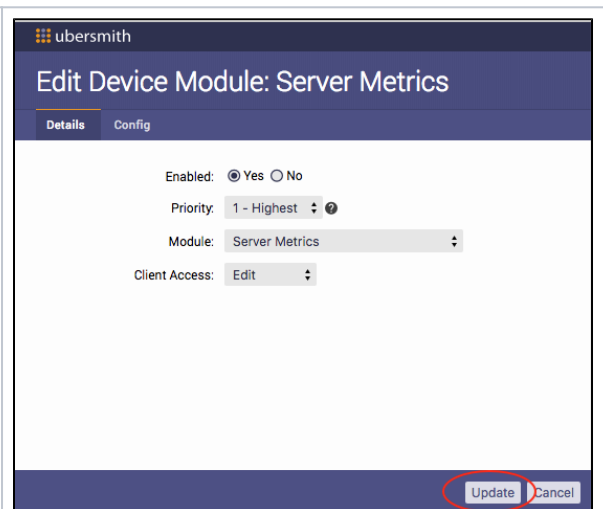 ubersmith
Edit Device Module: Server Metrics
Details Config
Enabled: Yes No
Priority: 1 - Highest ?
Module: Server Metrics
Client Access: Edit
Update Cancel